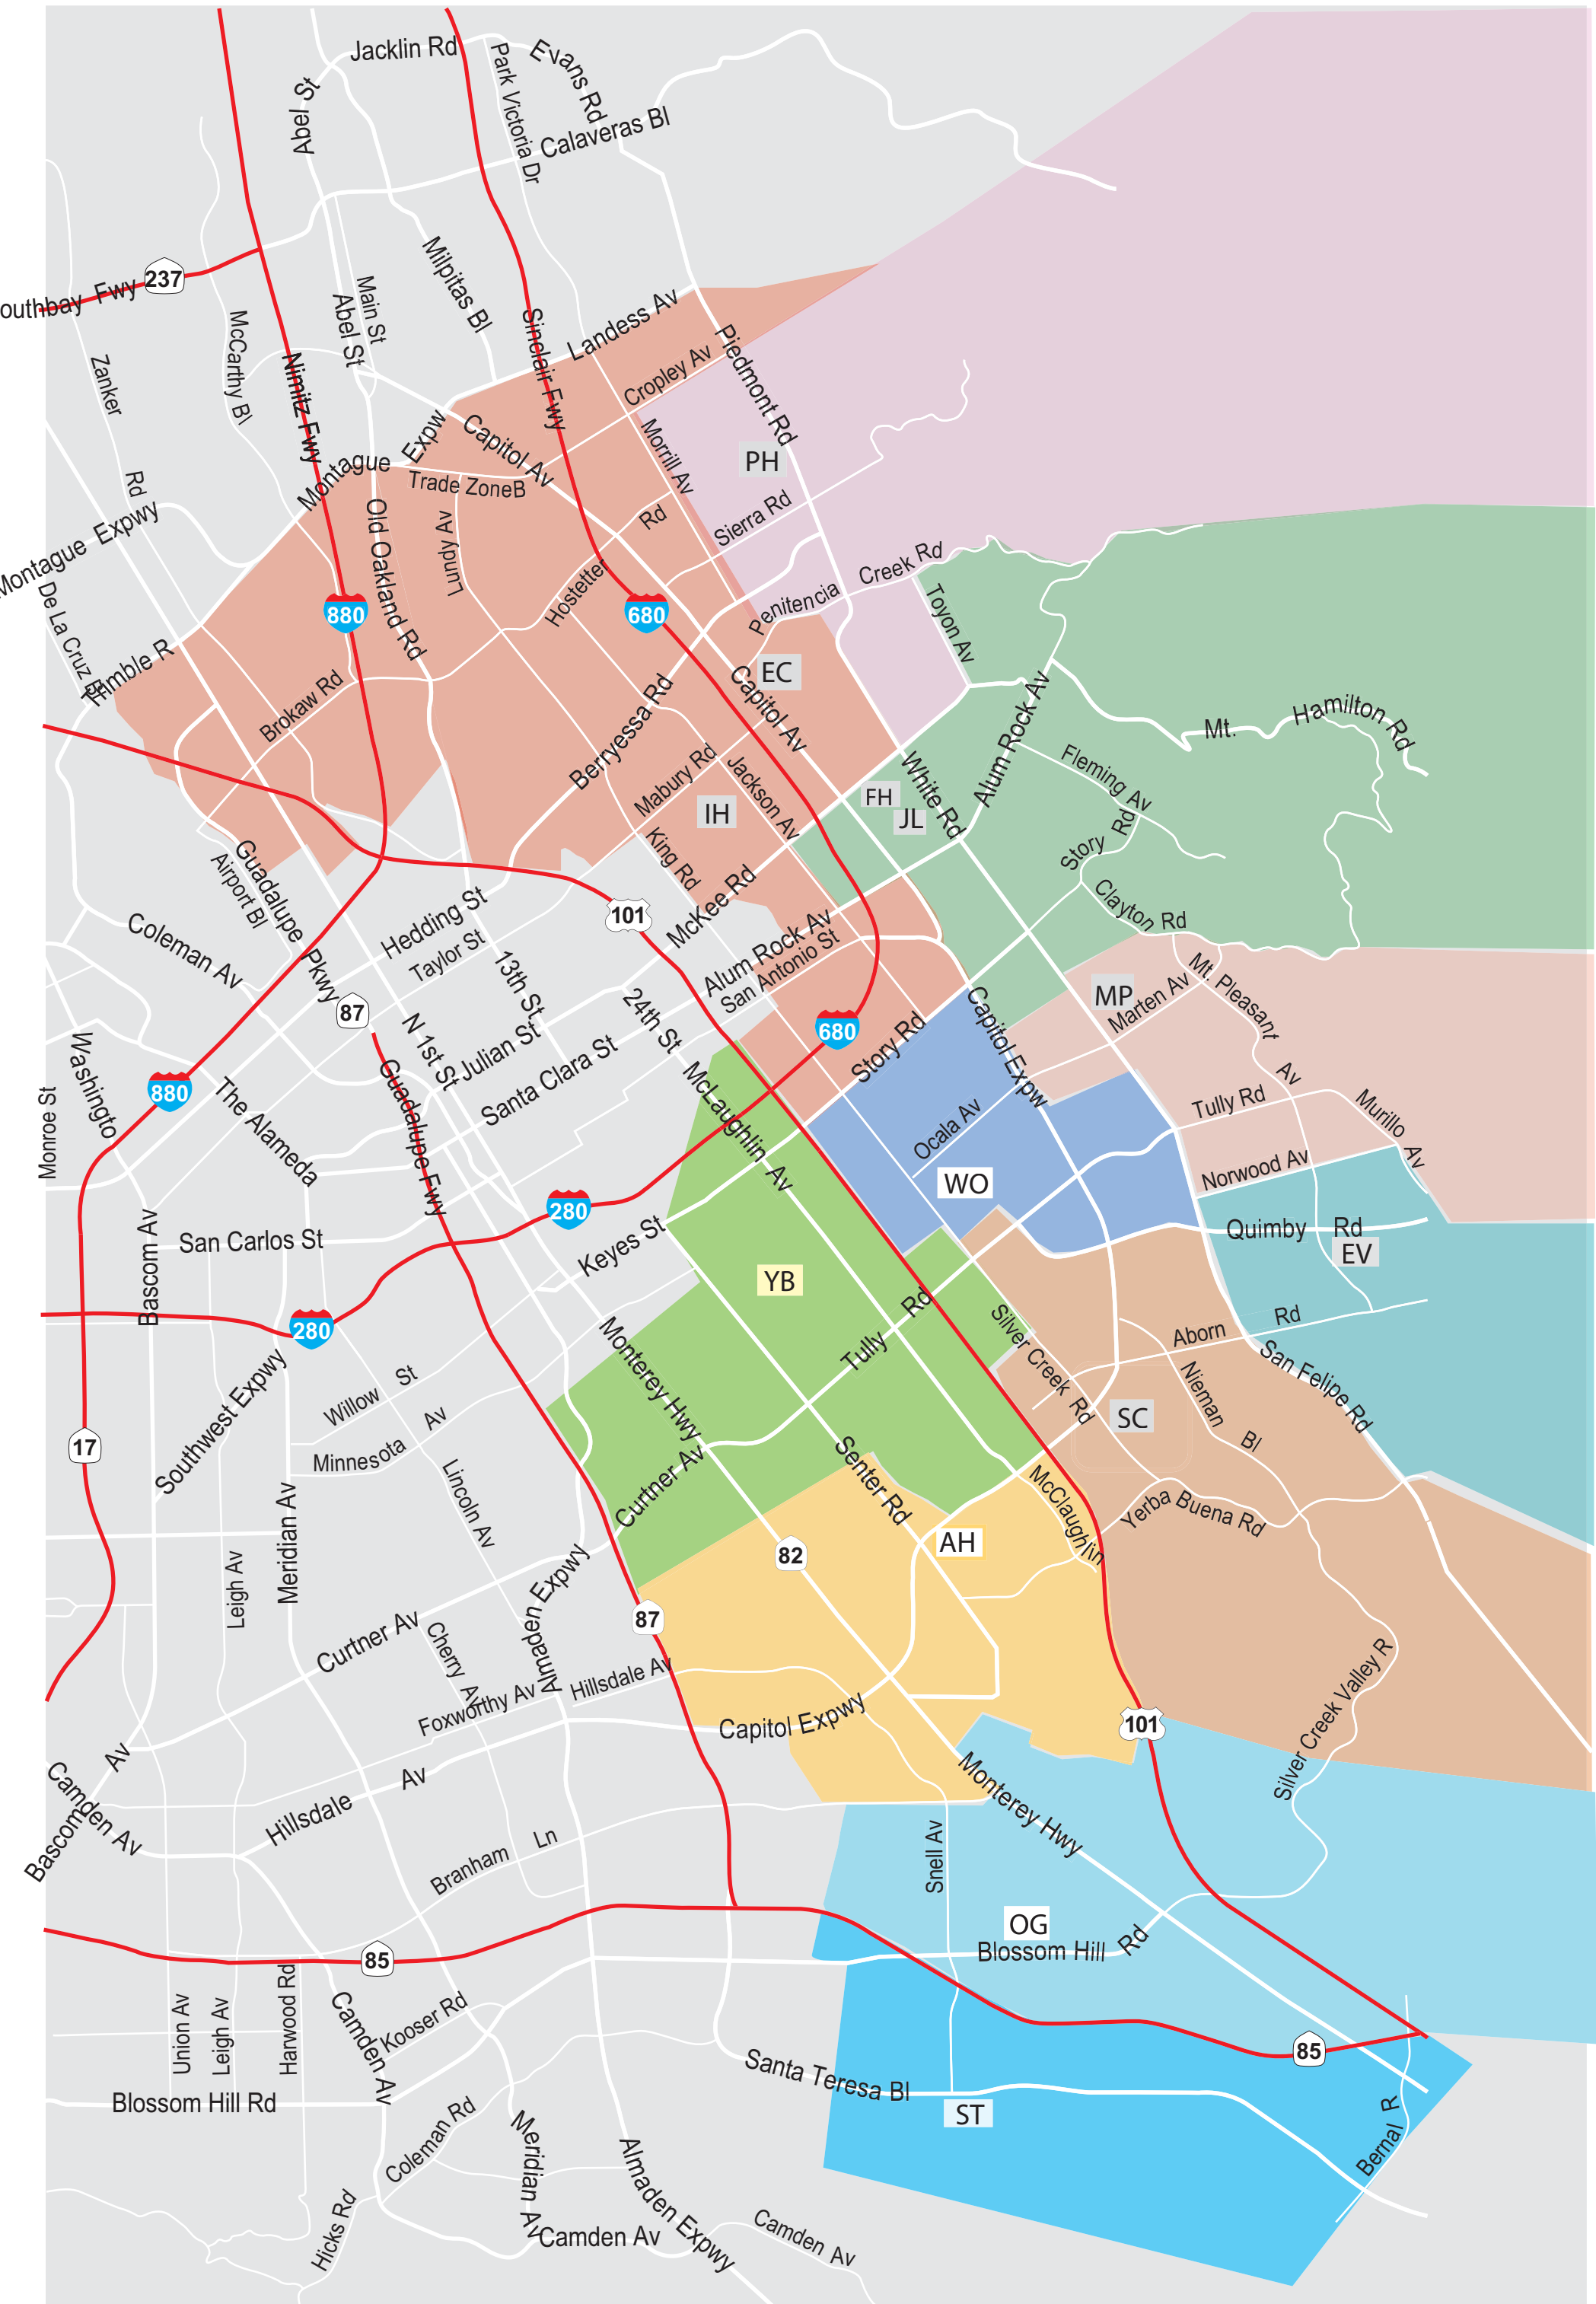 Jacklin Rd
Evans Rd
Park Victoria Dr
Abel St
Calaveras Bl
237
outhbay Fwy
Milpitas Bl
Main St
Abel St
McCarthy Bl
Zanker
Rd
Nimitz Fwy
Sinclair Fwy
Landess Av
Cropley Av
Piedmont Rd
Montague
Expw
Capitol Av
Morrill Av
PH
Trade ZoneB
Montague Expwy
Old Oakland Rd
Lundy Av
Rd
Hostetter
Sierra Rd
Penitencia
Creek Rd
Toyon Av
De La Cruz B
Trimble R
880
680
EC
Capitol Av
Brokaw Rd
Berryessa Rd
Mabury Rd
Jackson Av
IH
King Rd
FH
JL
White Rd
Alum Rock Av
Mt.
Hamilton Rd
Fleming Av
Story
Rd
Clayton Rd
Guadalupe Pkwy
Airport Bl
Coleman Av
Hedding St
Taylor St
13th St
101
McKee Rd
Alum Rock Av
San Antonio St
87
N 1st St
Julian St
Santa Clara St
24th St
McLaughlin Av
680
Story Rd
Capitol Expw
MP
Marten Av
Mt. Pleasant
Av
Tully Rd
Murillo
Av
Norwood Av
Washingto
880
Monroe St
The Alameda
Guadalupe Fwy
Ocala Av
WO
Quimby Rd
EV
280
Keyes St
San Carlos St
Bascom Av
YB
280
Southwest Expwy
Willow St
Minnesota Av
Monterey Hwy
Tully Rd
Silver Creek Rd
Aborn Rd
Nieman Bl
San Felipe Rd
SC
17
Meridian Av
Lincoln Av
Curtner Av
Senter Rd
McClaughlin
Yerba Buena Rd
AH
82
Leigh Av
Almaden Expwy
87
Curtner Av
Cherry Av
Foxworthy Av
Hillsdale Av
Capitol Expwy
101
Silver Creek Valley R
Bascom Av
Camden Av
Hillsdale Av
Branham Ln
Monterey Hwy
Snell Av
OG
Blossom Hill Rd
85
Union Av
Leigh Av
Harwood Rd
Camden Av
Kooser Rd
85
Santa Teresa Bl
ST
Bernal R
Blossom Hill Rd
Coleman Rd
Meridian Av
Almaden Expwy
Hicks Rd
Camden Av
Camden Av